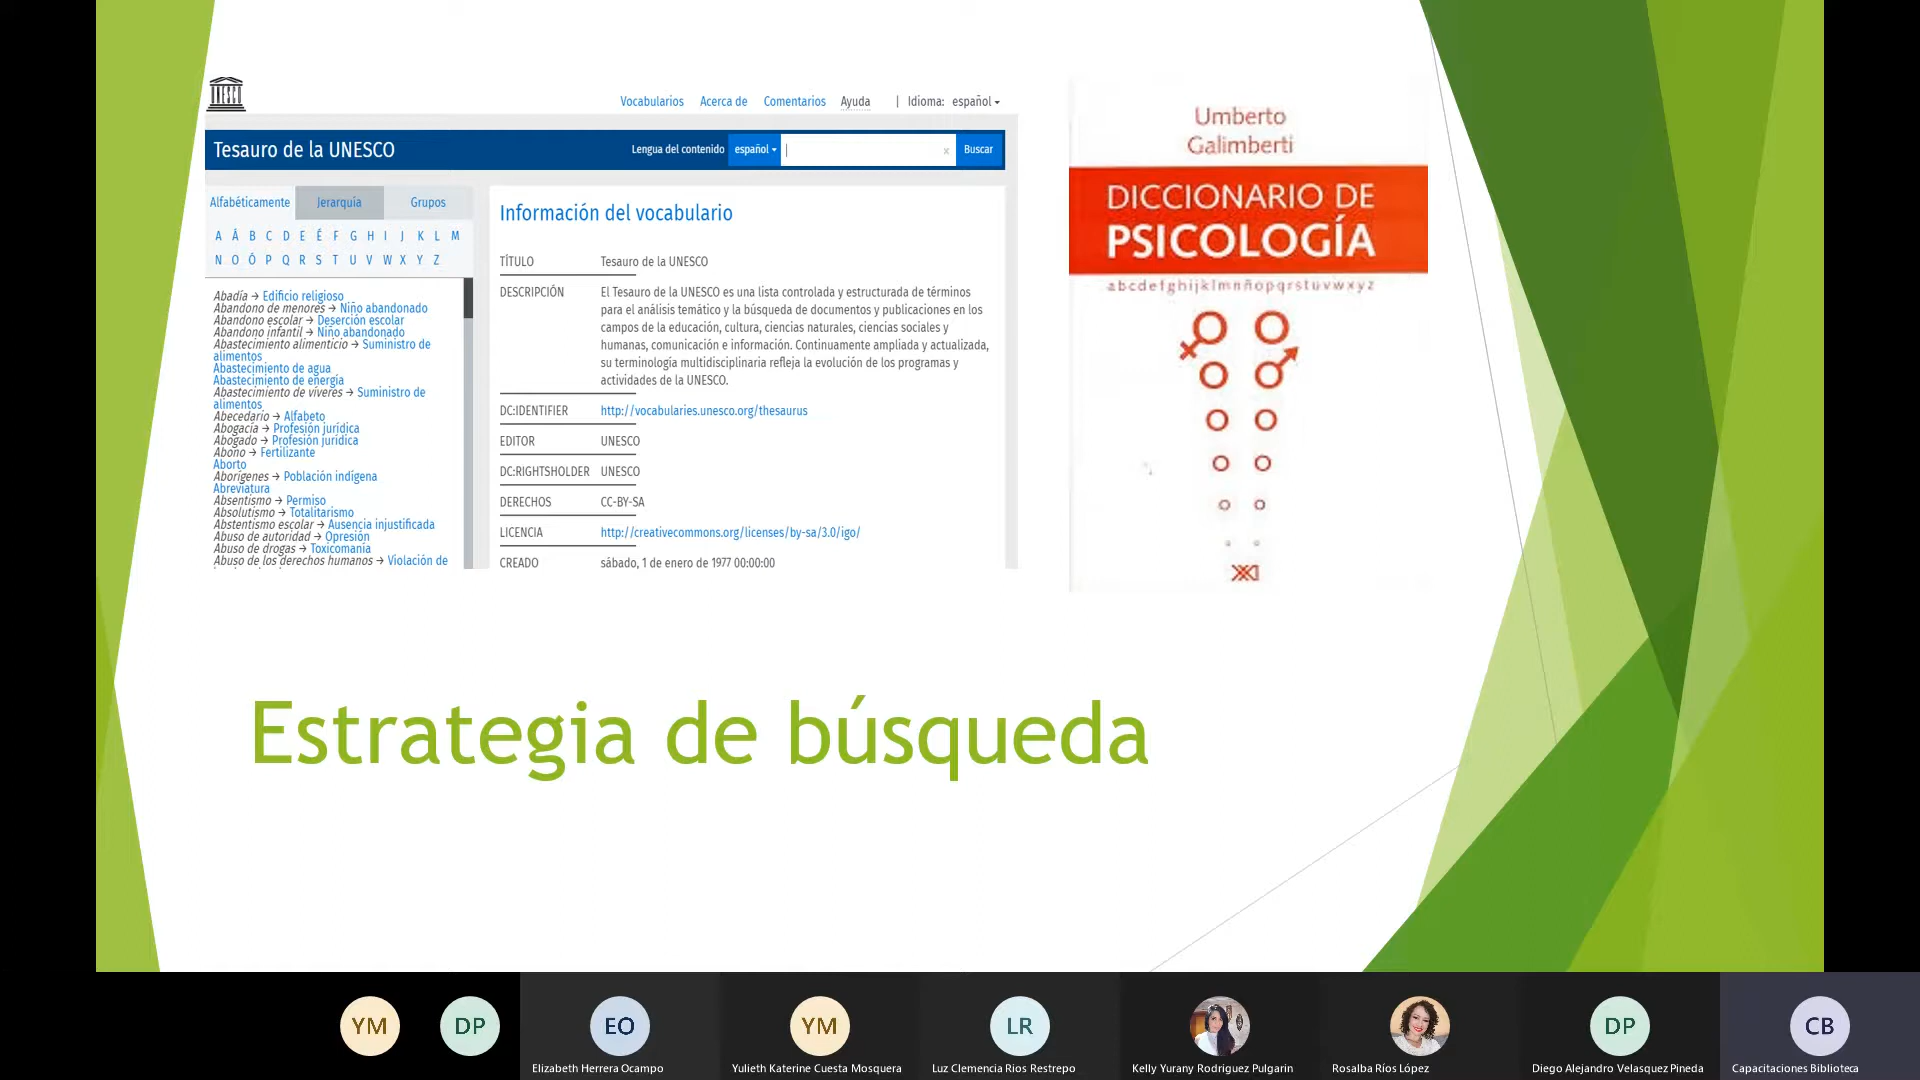 UNESCO
Vocabularios Acerca de Comentarios Ayuda | Idioma: español
Tesauro de la UNESCO
Lengua del contenido español x Buscar
Alfabéticamente Jerarquía Grupos
A Á B C D E É F G H I J K L M
N O Ó P Q R S T U V W X Y Z
Abadía → Edificio religioso
Abandono de menores → Niño abandonado
Abandono escolar → Deserción escolar
Abandono infantil → Niño abandonado
Abastecimiento alimenticio → Suministro de
alimentos
Abastecimiento de agua
Abastecimiento de energía
Abastecimiento de víveres → Suministro de
alimentos
Abecedario → Alfabeto
Abogacía → Profesión jurídica
Abogado → Profesión jurídica
Abono → Fertilizante
Aborto
Aborígenes → Población indígena
Abreviatura
Absentismo → Permiso
Absolutismo → Totalitarismo
Abstentismo escolar → Ausencia injustificada
Abuso de autoridad → Opresión
Abuso de drogas → Toxicomanía
Abuso de los derechos humanos → Violación de
Información del vocabulario
TÍTULO Tesauro de la UNESCO
DESCRIPCIÓN El Tesauro de la UNESCO es una lista controlada y estructurada de términos
para el análisis temático y la búsqueda de documentos y publicaciones en los
campos de la educación, cultura, ciencias naturales, ciencias sociales y
humanas, comunicación e información. Continuamente ampliada y actualizada,
su terminología multidisciplinaria refleja la evolución de los programas y
actividades de la UNESCO.
DC:IDENTIFIER http://vocabularies.unesco.org/thesaurus
EDITOR UNESCO
DC:RIGHTSHOLDER UNESCO
DERECHOS CC-BY-SA
LICENCIA http://creativecommons.org/licenses/by-sa/3.0/igo/
CREADO sábado, 1 de enero de 1977 00:00:00
Umberto
Galimberti
DICCIONARIO DE
PSICOLOGÍA
abcdefghijklmnñopqrstuvwxyz
Estrategia de búsqueda
YM DP EO YM LR DP CB
Elizabeth Herrera Ocampo Yulieth Katerine Cuesta Mosquera Luz Clemencia Rios Restrepo Kelly Yurany Rodriguez Pulgarin Rosalba Ríos López Diego Alejandro Velasquez Pineda Capacitaciones Biblioteca